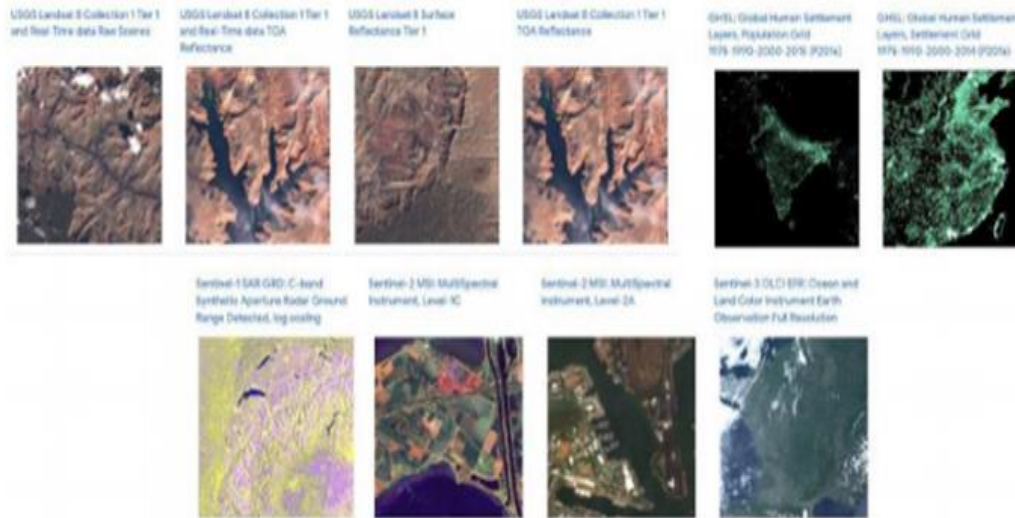 USGS Landsat 8 Collection 1 Tier 1
and Real-Time data Raw Scenes
USGS Landsat 8 Collection 1 Tier 1
and Real-Time data TOA
Reflectance
USGS Landsat 8 Surface
Reflectance Tier 1
USGS Landsat 8 Collection 1 Tier 1
TOA Reflectance
GHSL: Global Human Settlement
Layers, Population Grid
1975-1990-2000-2015 (P2016)
GHSL: Global Human Settlement
Layers, Settlement Grid
1975-1990-2000-2014 (P2016)
Sentinel-1 SAR GRD: C-band
Synthetic Aperture Radar Ground
Range Detected, log scaling
Sentinel-2 MSI: MultiSpectral
Instrument, Level-1C
Sentinel-2 MSI: MultiSpectral
Instrument, Level-2A
Sentinel-3 OLCI EFR: Ocean and
Land Color Instrument Earth
Observation Full Resolution